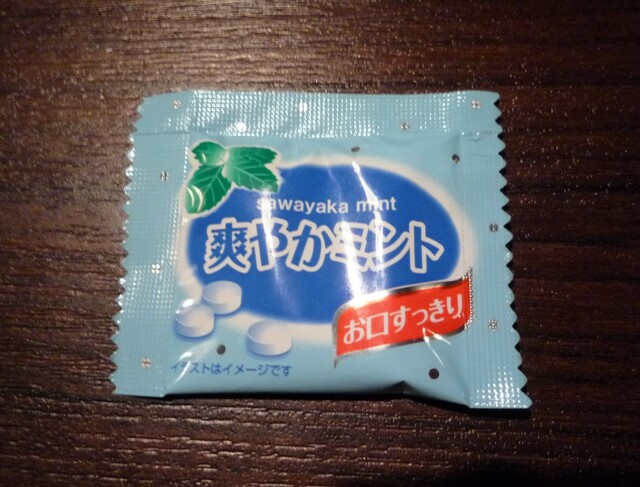 sawayaka mint
爽やかミント
お口すっきり
イラストはイメージです